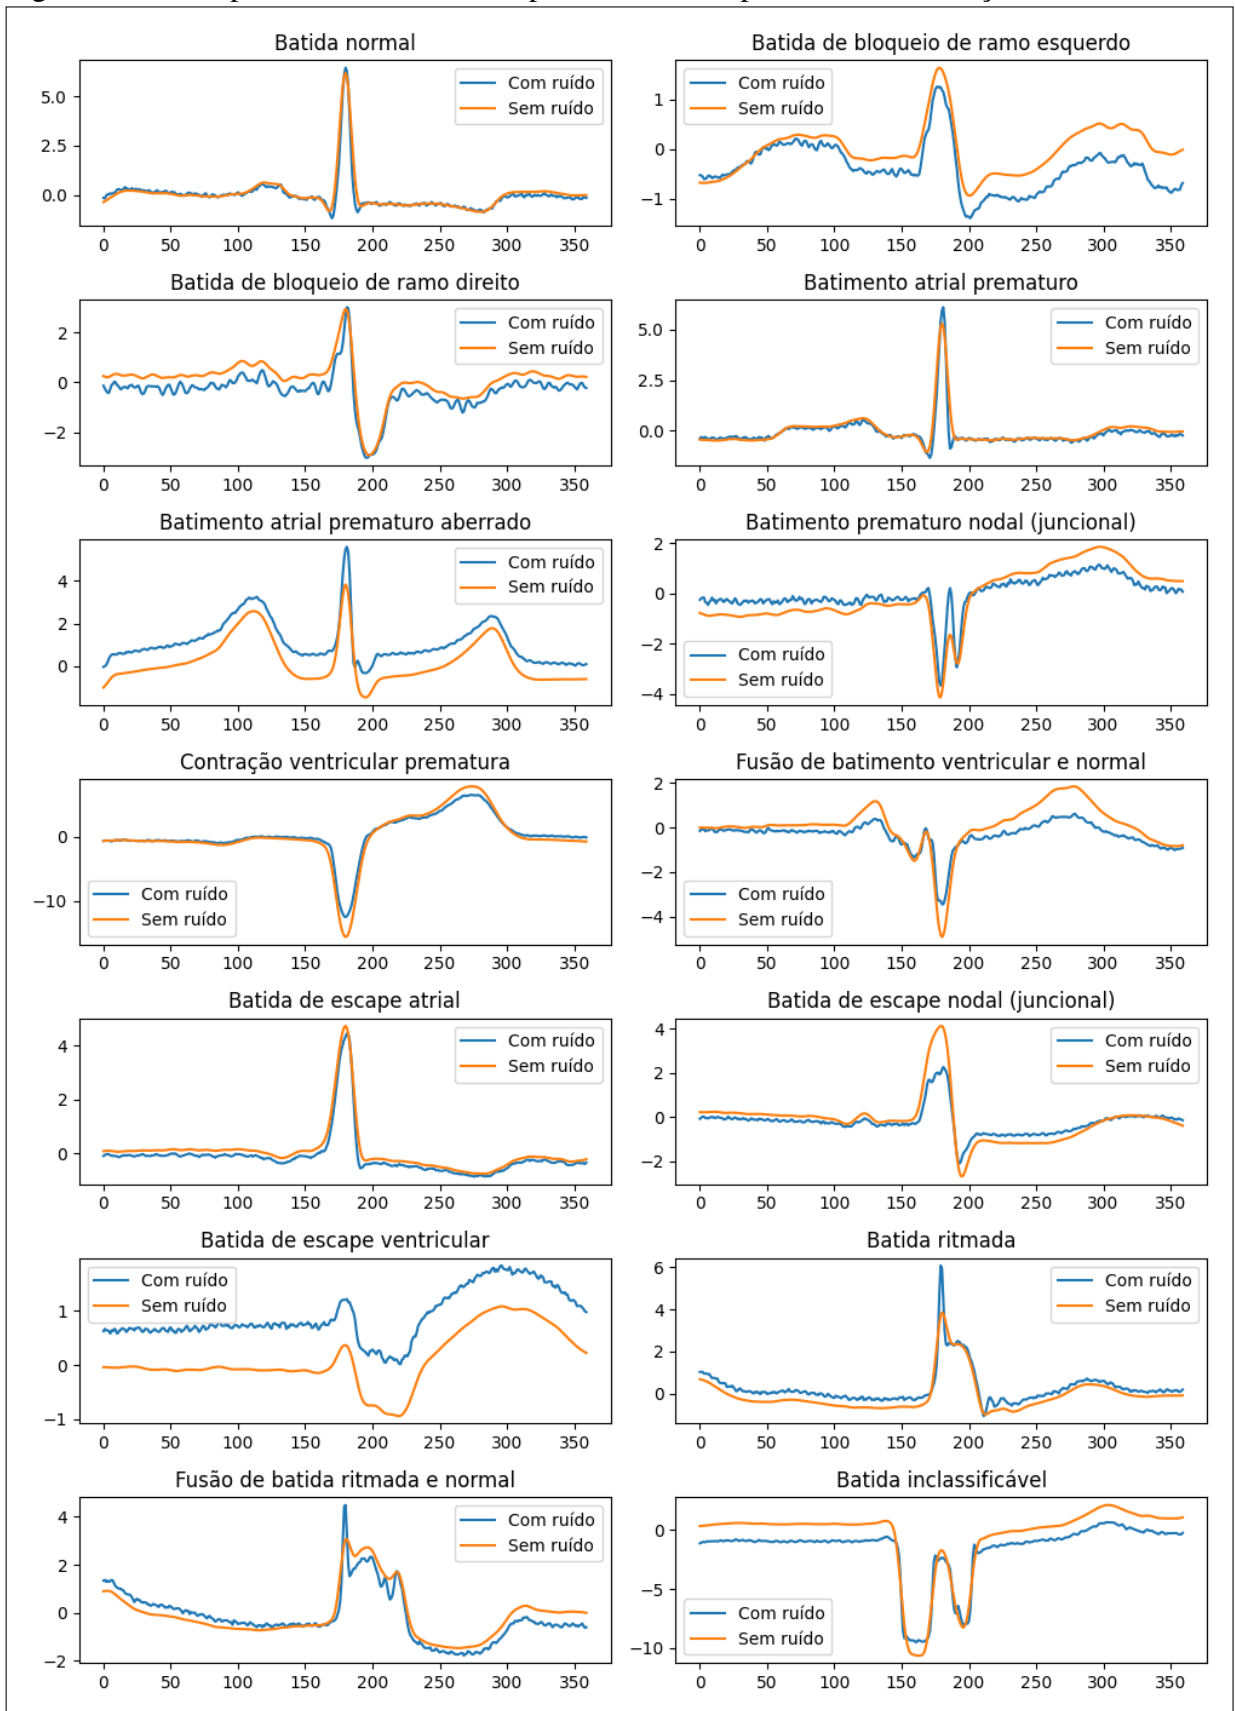 Batida normal
Com ruído
Sem ruído
5.0
2.5
0.0
0 50 100 150 200 250 300 350
Batida de bloqueio de ramo esquerdo
Com ruído
Sem ruído
1
0
−1
0 50 100 150 200 250 300 350
Batida de bloqueio de ramo direito
Com ruído
Sem ruído
2
0
−2
0 50 100 150 200 250 300 350
Batimento atrial prematuro
Com ruído
Sem ruído
5.0
2.5
0.0
0 50 100 150 200 250 300 350
Batimento atrial prematuro aberrado
Com ruído
Sem ruído
4
2
0
0 50 100 150 200 250 300 350
Batimento prematuro nodal (juncional)
2
0
−2
−4
Com ruído
Sem ruído
0 50 100 150 200 250 300 350
Contração ventricular prematura
0
−10
Com ruído
Sem ruído
0 50 100 150 200 250 300 350
Fusão de batimento ventricular e normal
2
0
−2
−4
Com ruído
Sem ruído
0 50 100 150 200 250 300 350
Batida de escape atrial
Com ruído
Sem ruído
4
2
0
0 50 100 150 200 250 300 350
Batida de escape nodal (juncional)
Com ruído
Sem ruído
4
2
0
−2
0 50 100 150 200 250 300 350
Batida de escape ventricular
Com ruído
Sem ruído
1
0
−1
0 50 100 150 200 250 300 350
Batida ritmada
Com ruído
Sem ruído
6
4
2
0
0 50 100 150 200 250 300 350
Fusão de batida ritmada e normal
Com ruído
Sem ruído
4
2
0
−2
0 50 100 150 200 250 300 350
Batida inclassificável
0
−5
−10
Com ruído
Sem ruído
0 50 100 150 200 250 300 350